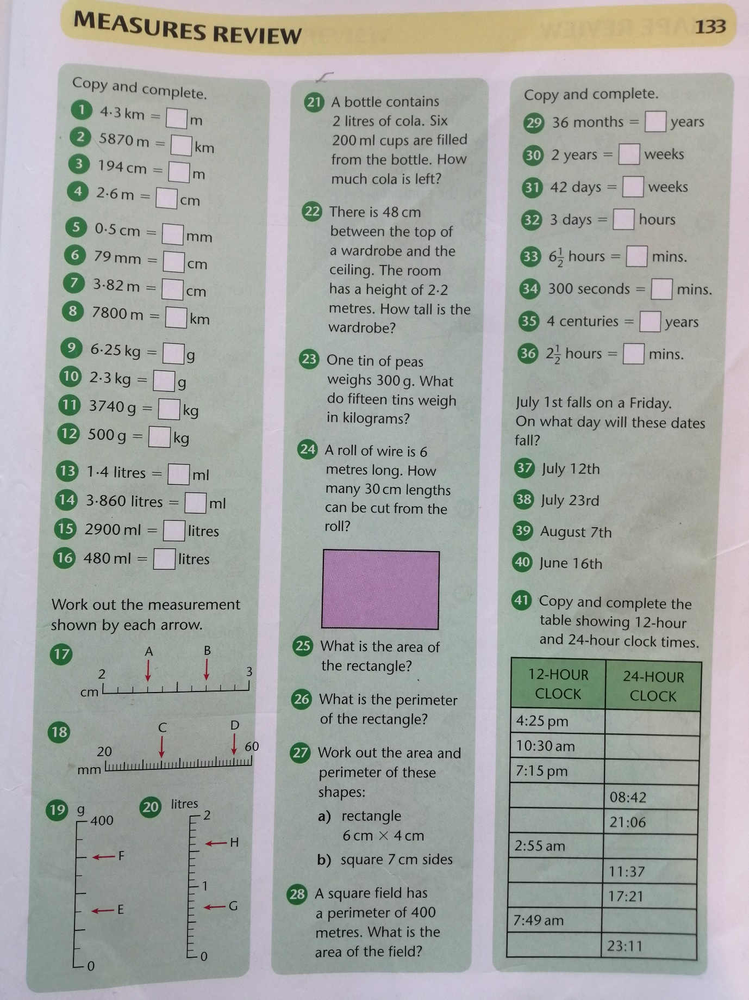 MEASURES REVIEW
133
Copy and complete.
1 4·3 km = m
2 5870 m = km
3 194 cm = m
4 2·6 m = cm
5 0·5 cm = mm
6 79 mm = cm
7 3·82 m = cm
8 7800 m = km
9 6·25 kg = g
10 2·3 kg = g
11 3740 g = kg
12 500 g = kg
13 1·4 litres = ml
14 3·860 litres = ml
15 2900 ml = litres
16 480 ml = litres
Work out the measurement
shown by each arrow.
17
A B
2 3
cm
18
C D
20 60
mm
19 g
400
F
E
0
20 litres
2
H
1
G
0
21 A bottle contains
2 litres of cola. Six
200 ml cups are filled
from the bottle. How
much cola is left?
22 There is 48 cm
between the top of
a wardrobe and the
ceiling. The room
has a height of 2·2
metres. How tall is the
wardrobe?
23 One tin of peas
weighs 300 g. What
do fifteen tins weigh
in kilograms?
24 A roll of wire is 6
metres long. How
many 30 cm lengths
can be cut from the
roll?
25 What is the area of
the rectangle?
26 What is the perimeter
of the rectangle?
27 Work out the area and
perimeter of these
shapes:
a) rectangle
6 cm × 4 cm
b) square 7 cm sides
28 A square field has
a perimeter of 400
metres. What is the
area of the field?
Copy and complete.
29 36 months = years
30 2 years = weeks
31 42 days = weeks
32 3 days = hours
33 6½ hours = mins.
34 300 seconds = mins.
35 4 centuries = years
36 2½ hours = mins.
July 1st falls on a Friday.
On what day will these dates
fall?
37 July 12th
38 July 23rd
39 August 7th
40 June 16th
41 Copy and complete the
table showing 12-hour
and 24-hour clock times.
12-HOUR CLOCK 24-HOUR CLOCK
4:25 pm
10:30 am
7:15 pm
08:42
21:06
2:55 am
11:37
17:21
7:49 am
23:11